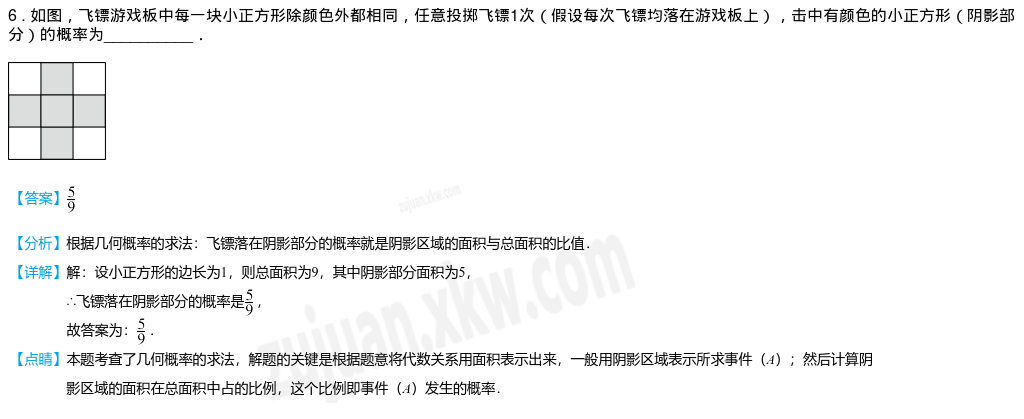 6．如图，飞镖游戏板中每一块小正方形除颜色外都相同，任意投掷飞镖1次（假设每次飞镖均落在游戏板上），击中有颜色的小正方形（阴影部
分）的概率为___________．
【答案】5/9
zujuan.xkw.com
【分析】根据几何概率的求法：飞镖落在阴影部分的概率就是阴影区域的面积与总面积的比值．
【详解】解：设小正方形的边长为1，则总面积为9，其中阴影部分面积为5，
∴飞镖落在阴影部分的概率是5/9，
故答案为：5/9．
zujuan.xkw.com
【点睛】本题考查了几何概率的求法，解题的关键是根据题意将代数关系用面积表示出来，一般用阴影区域表示所求事件（A）；然后计算阴
影区域的面积在总面积中占的比例，这个比例即事件（A）发生的概率．